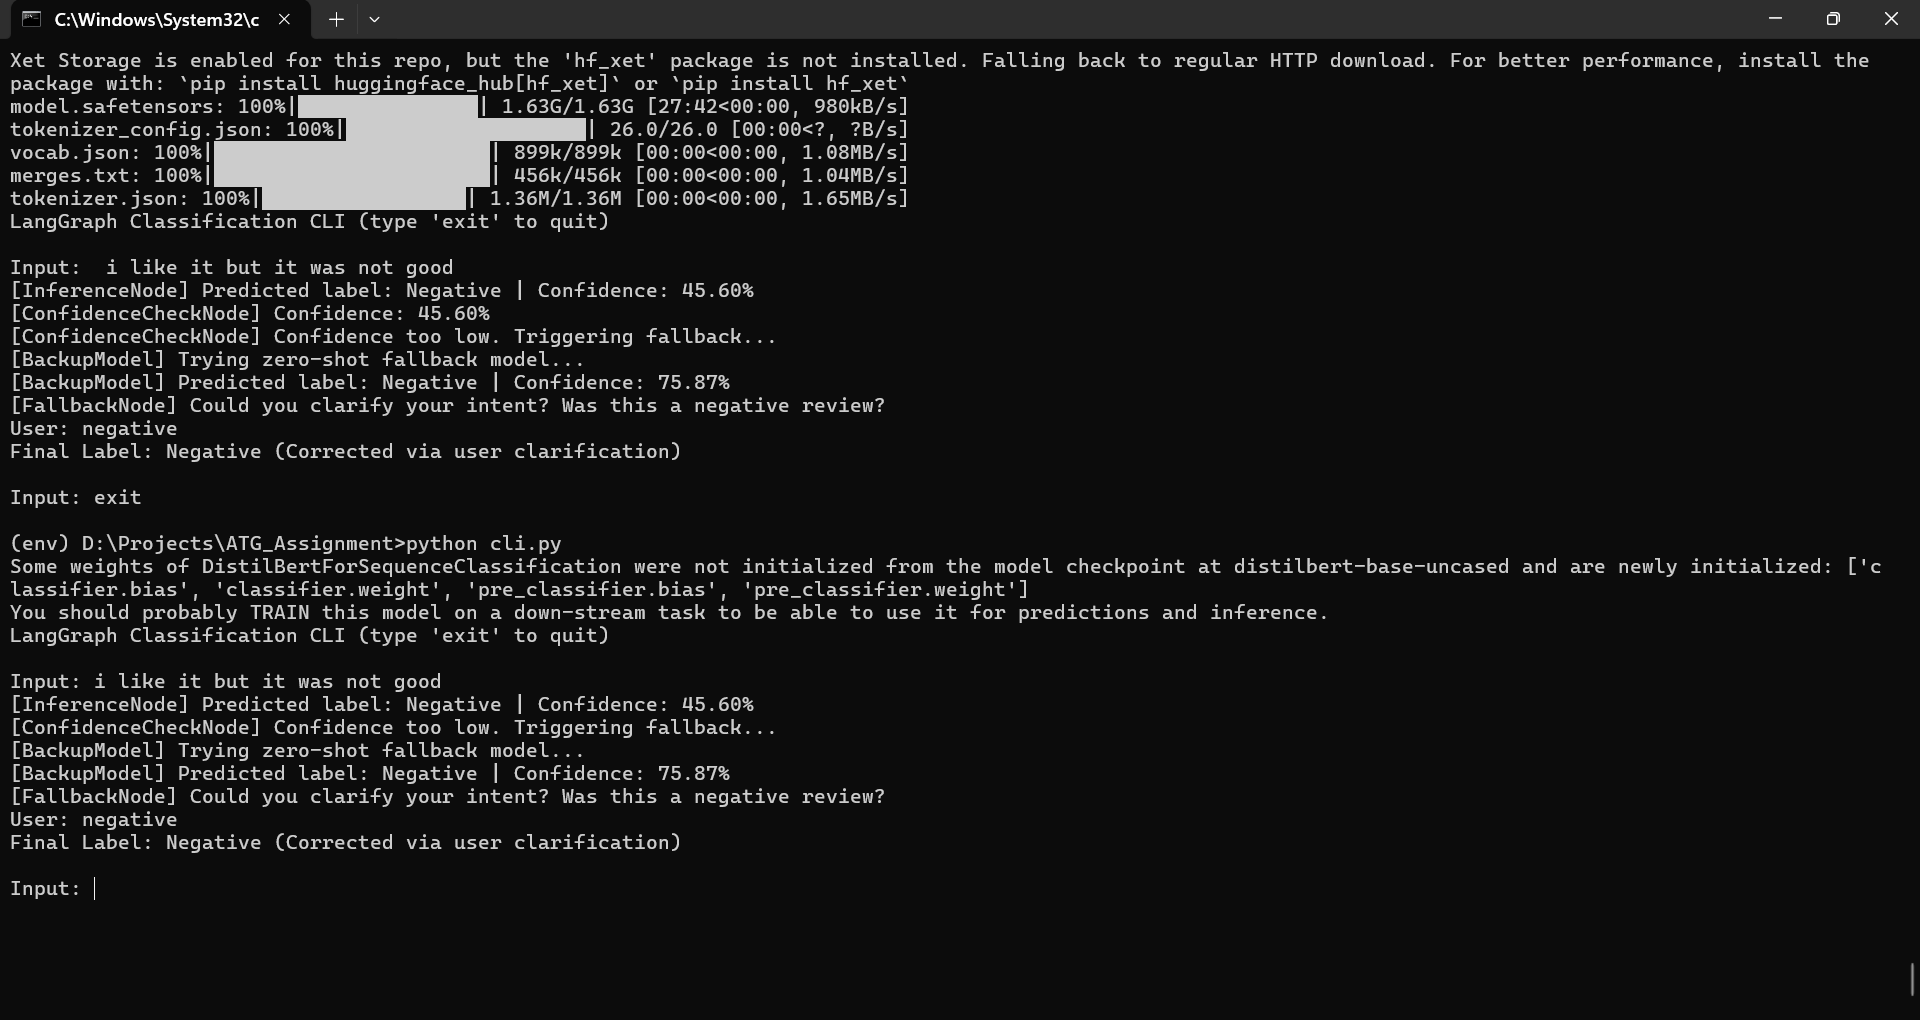 C:\Windows\System32\c
Xet Storage is enabled for this repo, but the 'hf_xet' package is not installed. Falling back to regular HTTP download. For better performance, install the
package with: `pip install huggingface_hub[hf_xet]` or `pip install hf_xet`
model.safetensors: 100%|| 1.63G/1.63G [27:42<00:00, 980kB/s]
tokenizer_config.json: 100%|| 26.0/26.0 [00:00<?, ?B/s]
vocab.json: 100%|| 899k/899k [00:00<00:00, 1.08MB/s]
merges.txt: 100%|| 456k/456k [00:00<00:00, 1.04MB/s]
tokenizer.json: 100%|| 1.36M/1.36M [00:00<00:00, 1.65MB/s]
LangGraph Classification CLI (type 'exit' to quit)
Input:  i like it but it was not good
[InferenceNode] Predicted label: Negative | Confidence: 45.60%
[ConfidenceCheckNode] Confidence: 45.60%
[ConfidenceCheckNode] Confidence too low. Triggering fallback...
[BackupModel] Trying zero-shot fallback model...
[BackupModel] Predicted label: Negative | Confidence: 75.87%
[FallbackNode] Could you clarify your intent? Was this a negative review?
User: negative
Final Label: Negative (Corrected via user clarification)
Input: exit
(env) D:\Projects\ATG_Assignment>python cli.py
Some weights of DistilBertForSequenceClassification were not initialized from the model checkpoint at distilbert-base-uncased and are newly initialized: ['c
lassifier.bias', 'classifier.weight', 'pre_classifier.bias', 'pre_classifier.weight']
You should probably TRAIN this model on a down-stream task to be able to use it for predictions and inference.
LangGraph Classification CLI (type 'exit' to quit)
Input: i like it but it was not good
[InferenceNode] Predicted label: Negative | Confidence: 45.60%
[ConfidenceCheckNode] Confidence too low. Triggering fallback...
[BackupModel] Trying zero-shot fallback model...
[BackupModel] Predicted label: Negative | Confidence: 75.87%
[FallbackNode] Could you clarify your intent? Was this a negative review?
User: negative
Final Label: Negative (Corrected via user clarification)
Input: